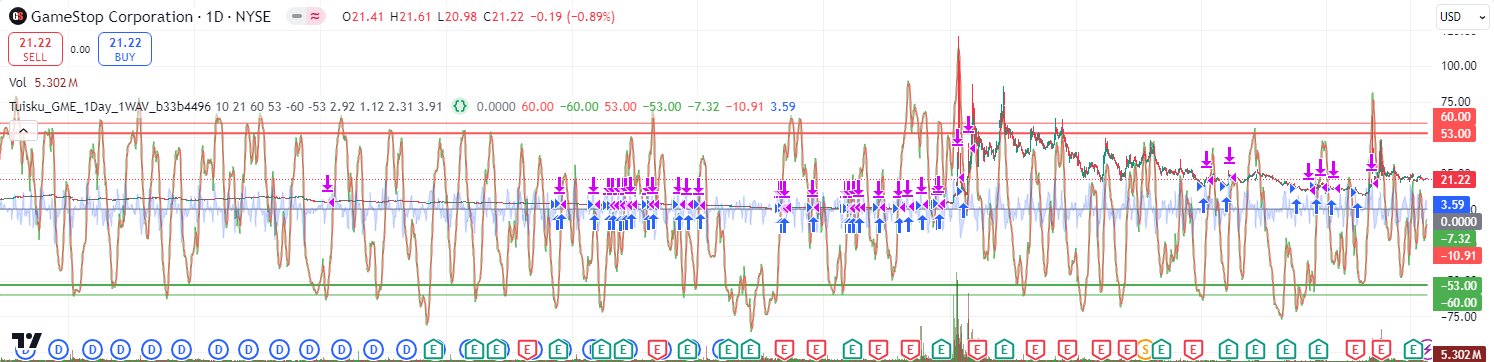 GameStop Corporation · 1D · NYSE O21.41 H21.61 L20.98 C21.22 −0.19 (−0.89%)
USD
21.22
SELL
0.00
21.22
BUY
Vol 5.302 M
Tuisku_GME_1Day_1WAV_b33b4496 10 21 60 53 -60 -53 2.92 1.12 2.31 3.91 {} 0.0000 60.00 −60.00 53.00 −53.00 −7.32 −10.91 3.59
100.00
75.00
60.00
53.00
21.22
3.59
0.0000
−7.32
−10.91
−53.00
−60.00
−75.00
5.302 M
D D D D D D D D D D D D D E E E E E E E E E E E E E E E E E E E E E E E S E E E E E E E E E